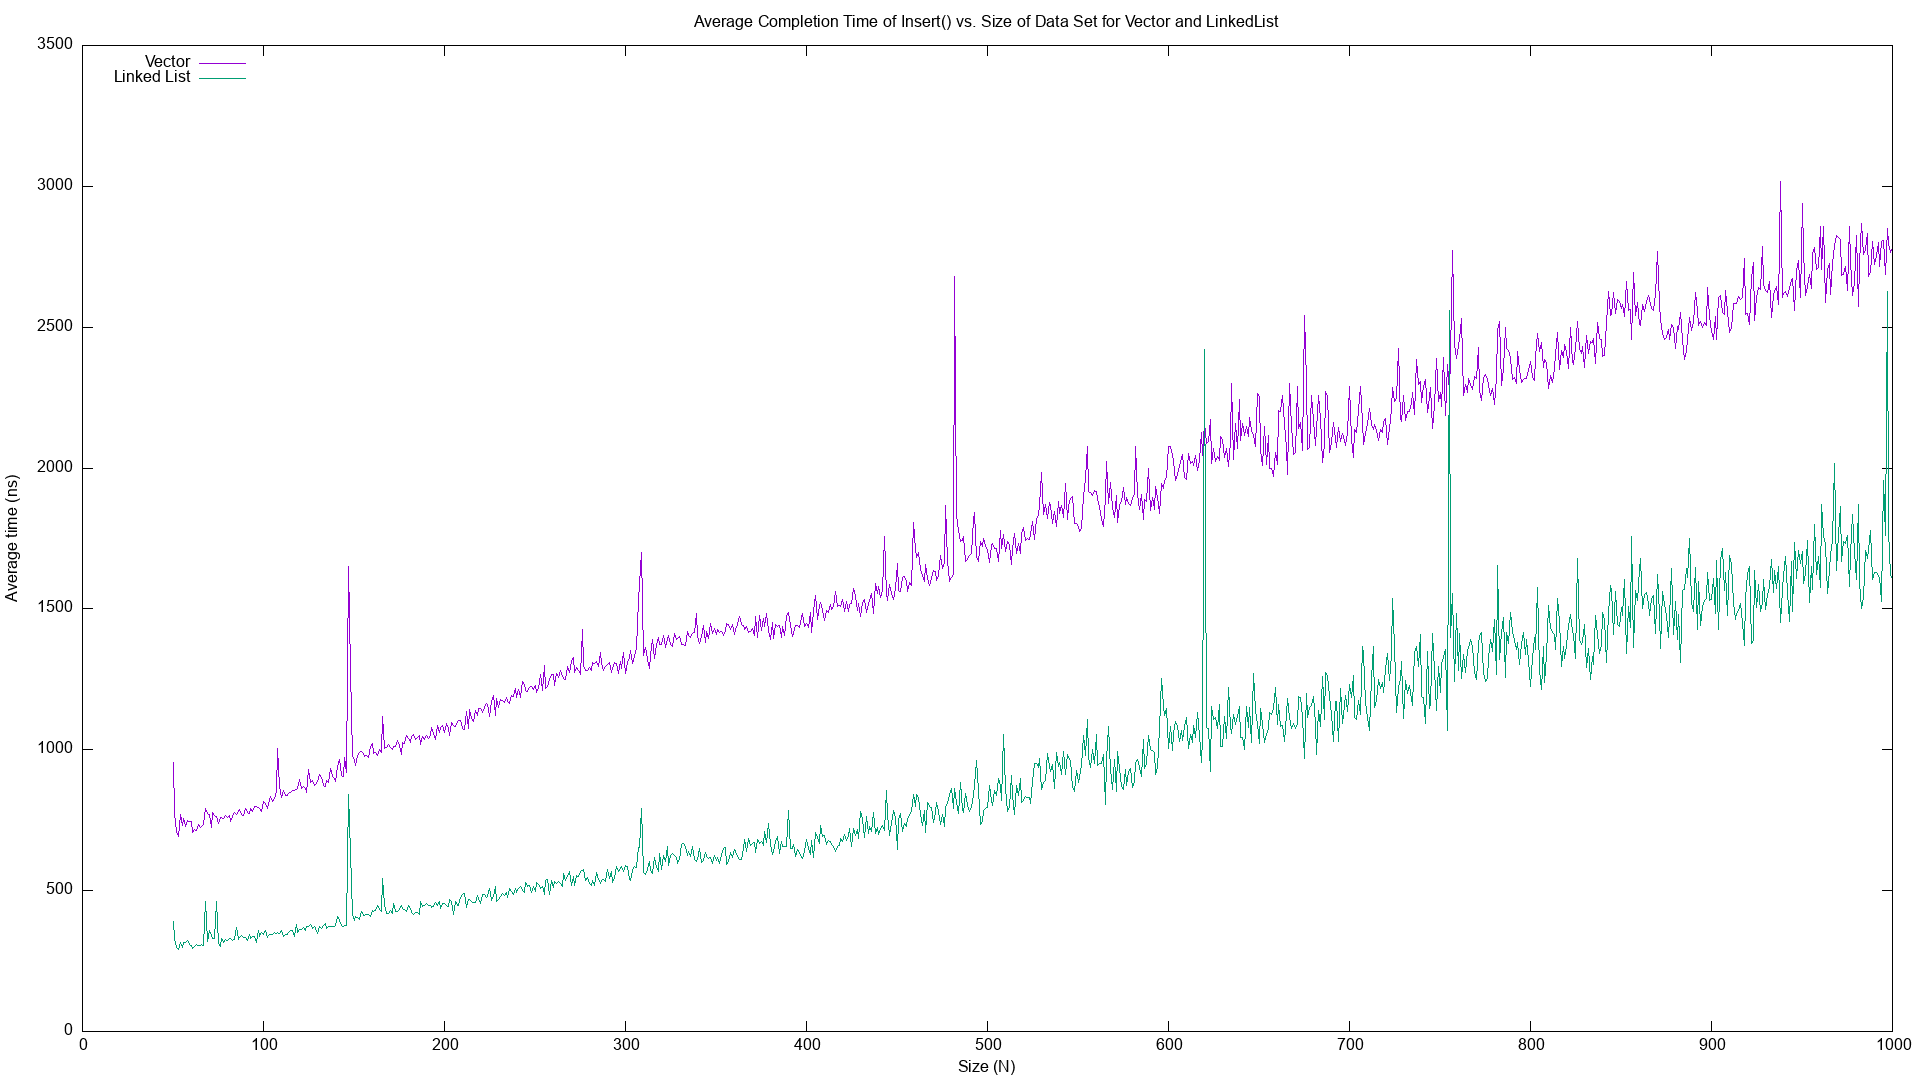 Average Completion Time of Insert() vs. Size of Data Set for Vector and LinkedList
3500
3000
2500
2000
1500
1000
500
0
Average time (ns)
Vector
Linked List
0 100 200 300 400 500 600 700 800 900 1000
Size (N)